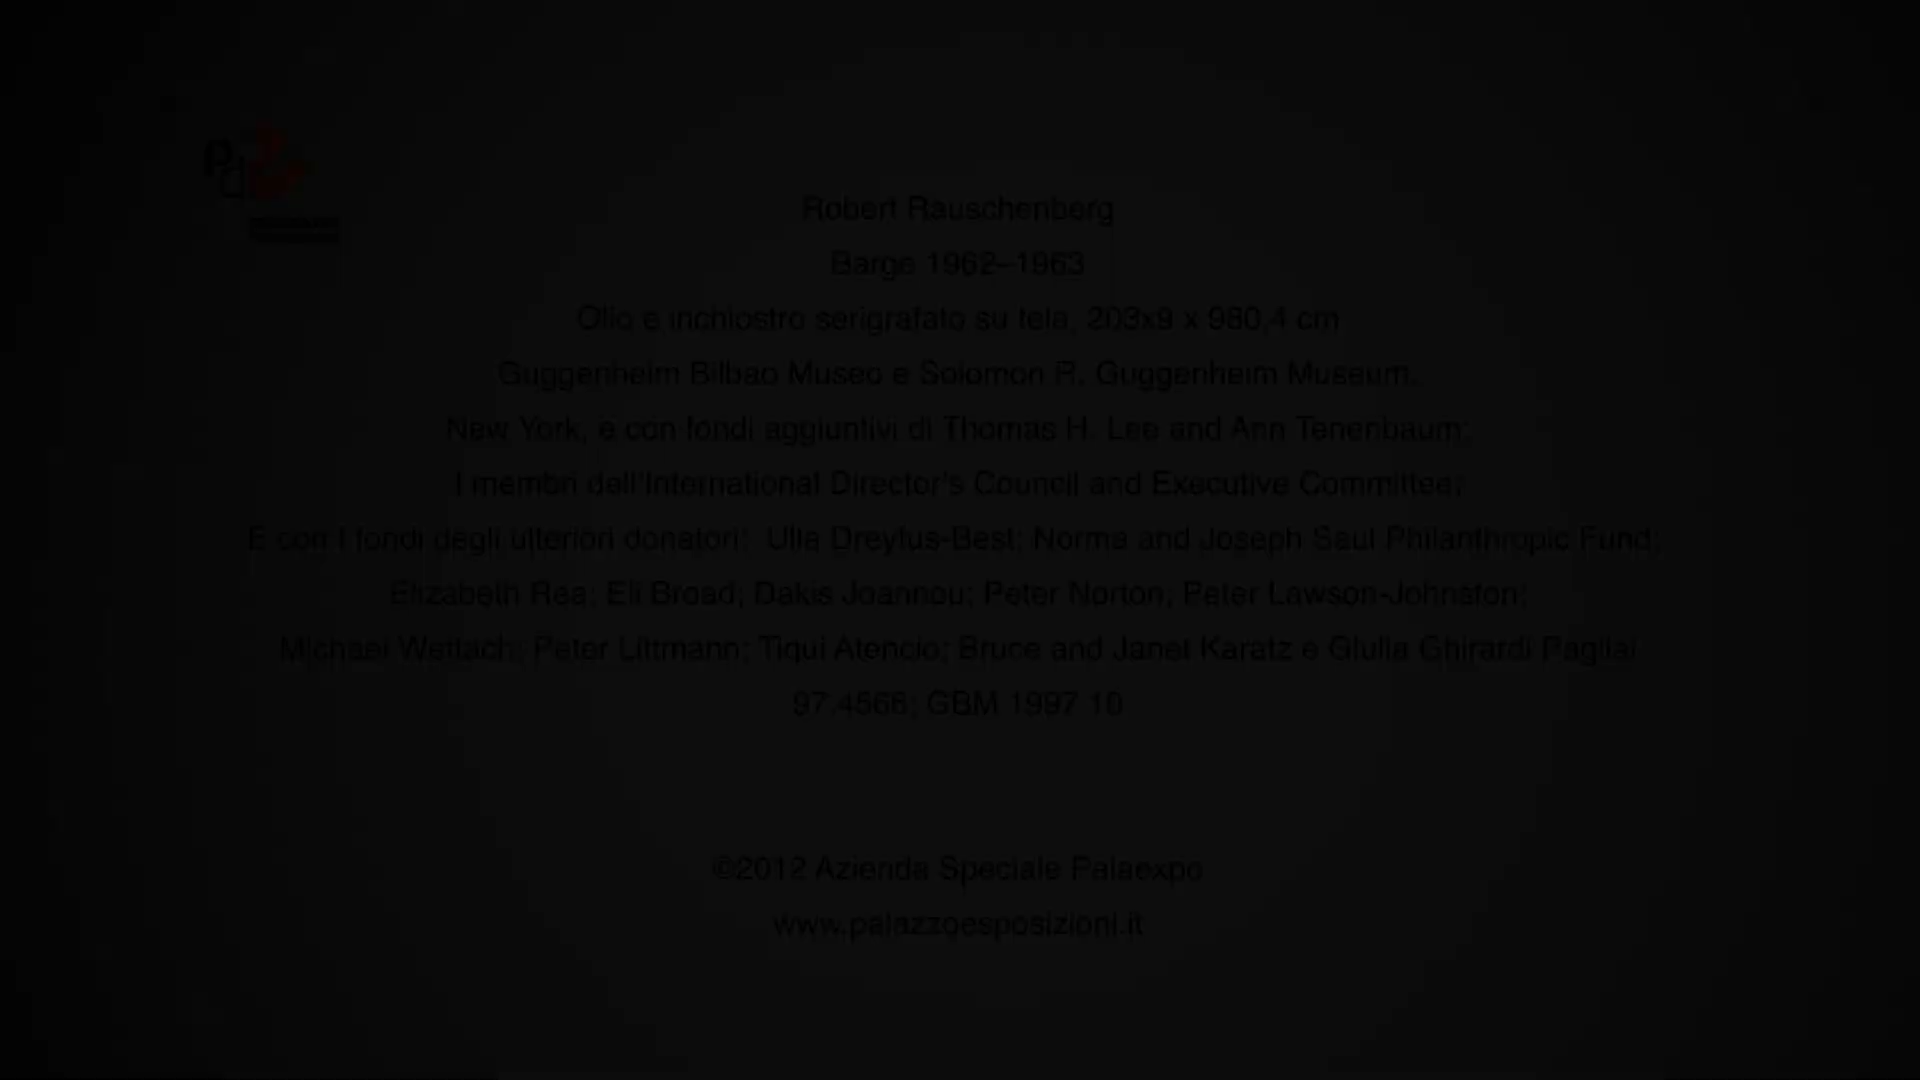 pd
Robert Rauschenberg
Barge 1962–1963
Olio e inchiostro serigrafato su tela, 203x9 x 980,4 cm
Guggenheim Bilbao Museo e Solomon R. Guggenheim Museum,
New York, e con fondi aggiuntivi di Thomas H. Lee and Ann Tenenbaum;
I membri dell'International Director's Council and Executive Committee;
E con I fondi degli ulteriori donatori: Ulla Dreyfus-Best; Norma and Joseph Saul Philanthropic Fund;
Elizabeth Rea; Eli Broad; Dakis Joannou; Peter Norton; Peter Lawson-Johnston;
Michael Wettach; Peter Littmann; Tiqui Atencio; Bruce and Janet Karatz e Giulia Ghirardi Pagliai
97.4566; GBM 1997.10
©2012 Azienda Speciale Palaexpo
www.palazzoesposizioni.it